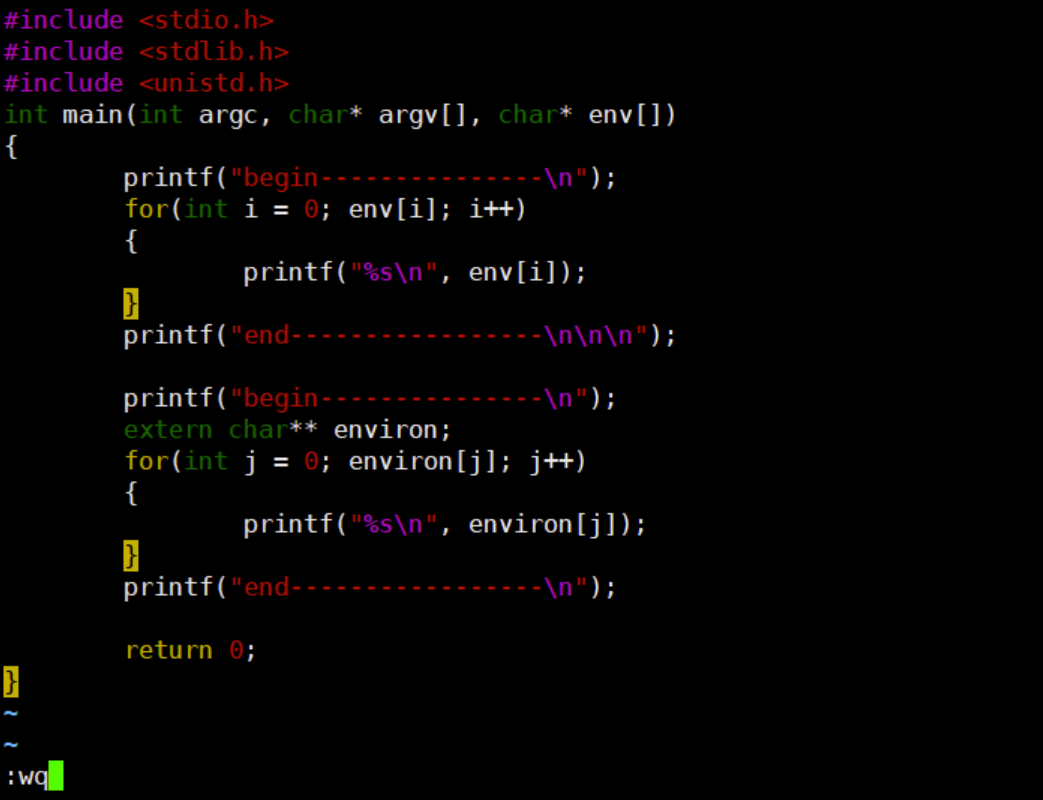 #include <stdio.h>
#include <stdlib.h>
#include <unistd.h>
int main(int argc, char* argv[], char* env[])
{
        printf("begin---------------\n");
        for(int i = 0; env[i]; i++)
        {
                printf("%s\n", env[i]);
        }
        printf("end-----------------\n\n\n");

        printf("begin---------------\n");
        extern char** environ;
        for(int j = 0; environ[j]; j++)
        {
                printf("%s\n", environ[j]);
        }
        printf("end-----------------\n");

        return 0;
}
~
~
:wq